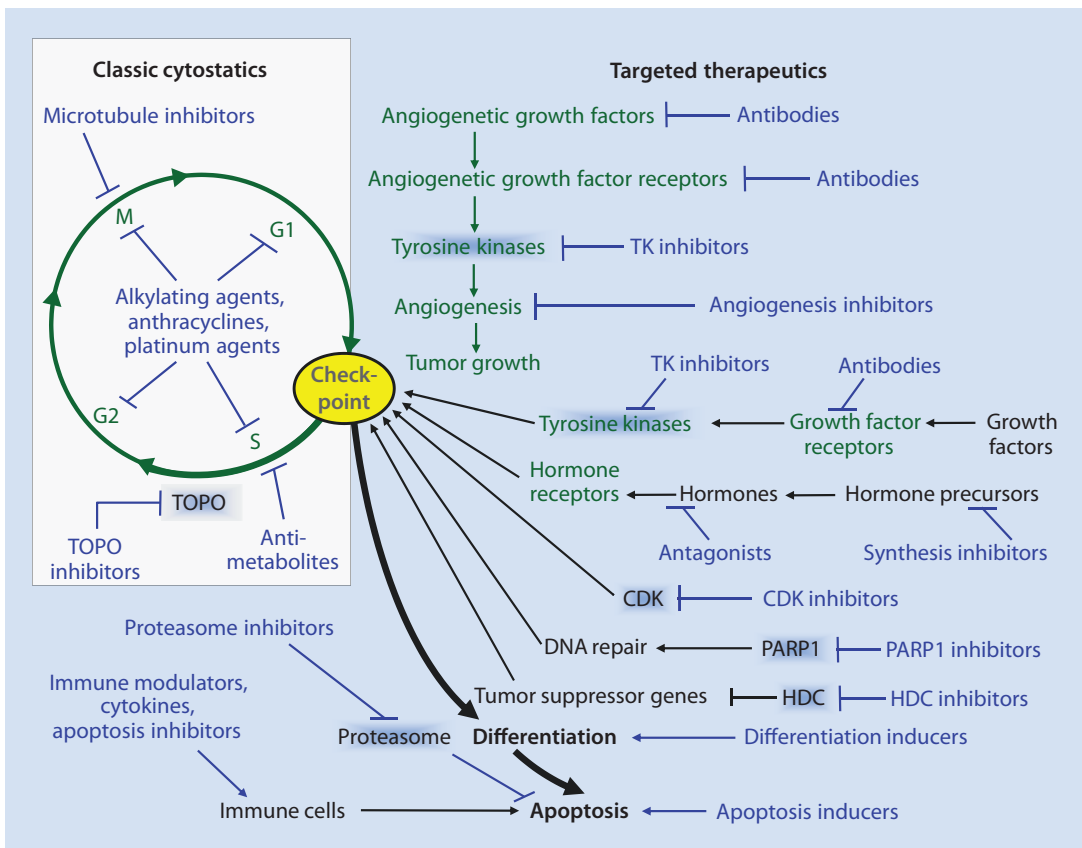 Classic cytostatics
Microtubule inhibitors
M
G1
Alkylating agents,
anthracyclines,
platinum agents
G2
S
TOPO
TOPO
inhibitors
Anti-
metabolites
Check-
point
Targeted therapeutics
Angiogenetic growth factors
Antibodies
Angiogenetic growth factor receptors
Antibodies
Tyrosine kinases
TK inhibitors
Angiogenesis
Angiogenesis inhibitors
Tumor growth
TK inhibitors
Antibodies
Tyrosine kinases
Growth factor
receptors
Growth
factors
Hormone
receptors
Hormones
Hormone precursors
Antagonists
Synthesis inhibitors
CDK
CDK inhibitors
DNA repair
PARP1
PARP1 inhibitors
Tumor suppressor genes
HDC
HDC inhibitors
Proteasome inhibitors
Immune modulators,
cytokines,
apoptosis inhibitors
Proteasome
Differentiation
Differentiation inducers
Immune cells
Apoptosis
Apoptosis inducers